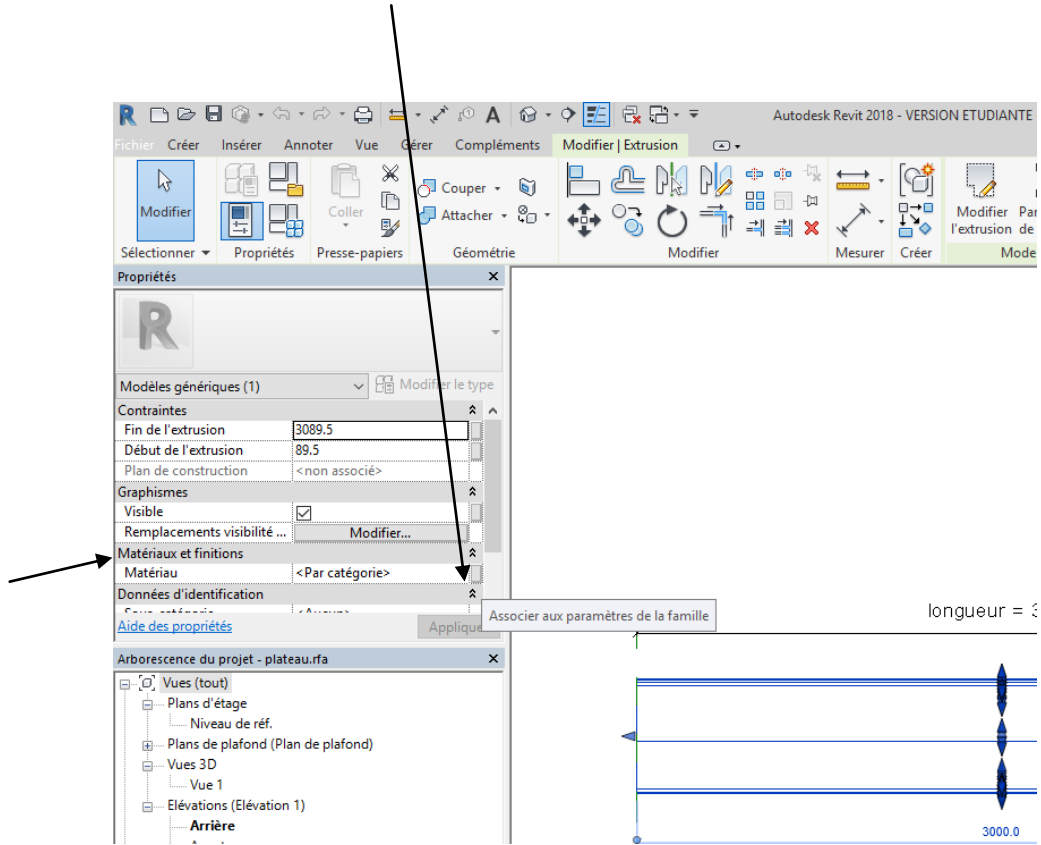 Autodesk Revit 2018 - VERSION ETUDIANTE
Fichier Créer Insérer Annoter Vue Gérer Compléments Modifier | Extrusion
Modifier
Coller
Couper
Attacher
Modifier
l'extrusion de
Sélectionner Propriétés Presse-papiers Géométrie Modifier Mesurer Créer
Propriétés
Modèles génériques (1) Modifier le type
Contraintes
Fin de l'extrusion 3089.5
Début de l'extrusion 89.5
Plan de construction <non associé>
Graphismes
Visible
Remplacements visibilité ... Modifier...
Matériaux et finitions
Matériau <Par catégorie>
Données d'identification
Associer aux paramètres de la famille
longueur = 3
Aide des propriétés Appliquer
Arborescence du projet - plateau.rfa
Vues (tout)
Plans d'étage
Niveau de réf.
Plans de plafond (Plan de plafond)
Vues 3D
Vue 1
Elévations (Elévation 1)
Arrière
3000.0